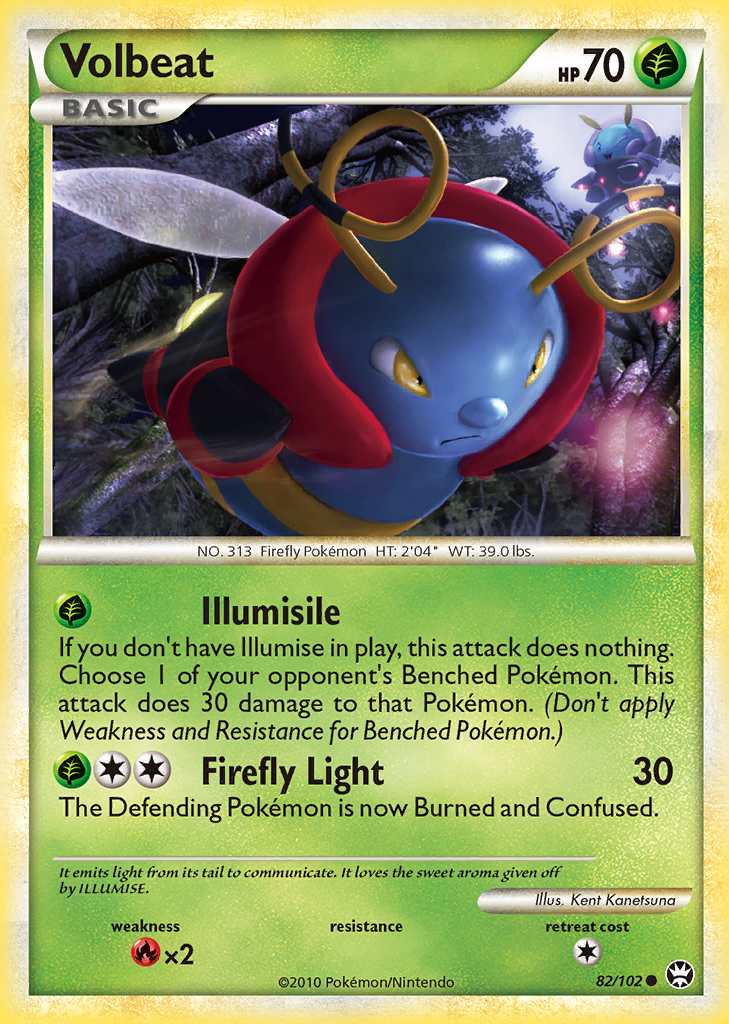 Volbeat
HP 70
BASIC
NO. 313 Firefly Pokémon HT: 2'04" WT: 39.0 lbs.
Illumisile
If you don't have Illumise in play, this attack does nothing.
Choose 1 of your opponent's Benched Pokémon. This
attack does 30 damage to that Pokémon. (Don't apply
Weakness and Resistance for Benched Pokémon.)
Firefly Light 30
The Defending Pokémon is now Burned and Confused.
It emits light from its tail to communicate. It loves the sweet aroma given off
by ILLUMISE.
Illus. Kent Kanetsuna
weakness resistance retreat cost
×2
©2010 Pokémon/Nintendo 82/102